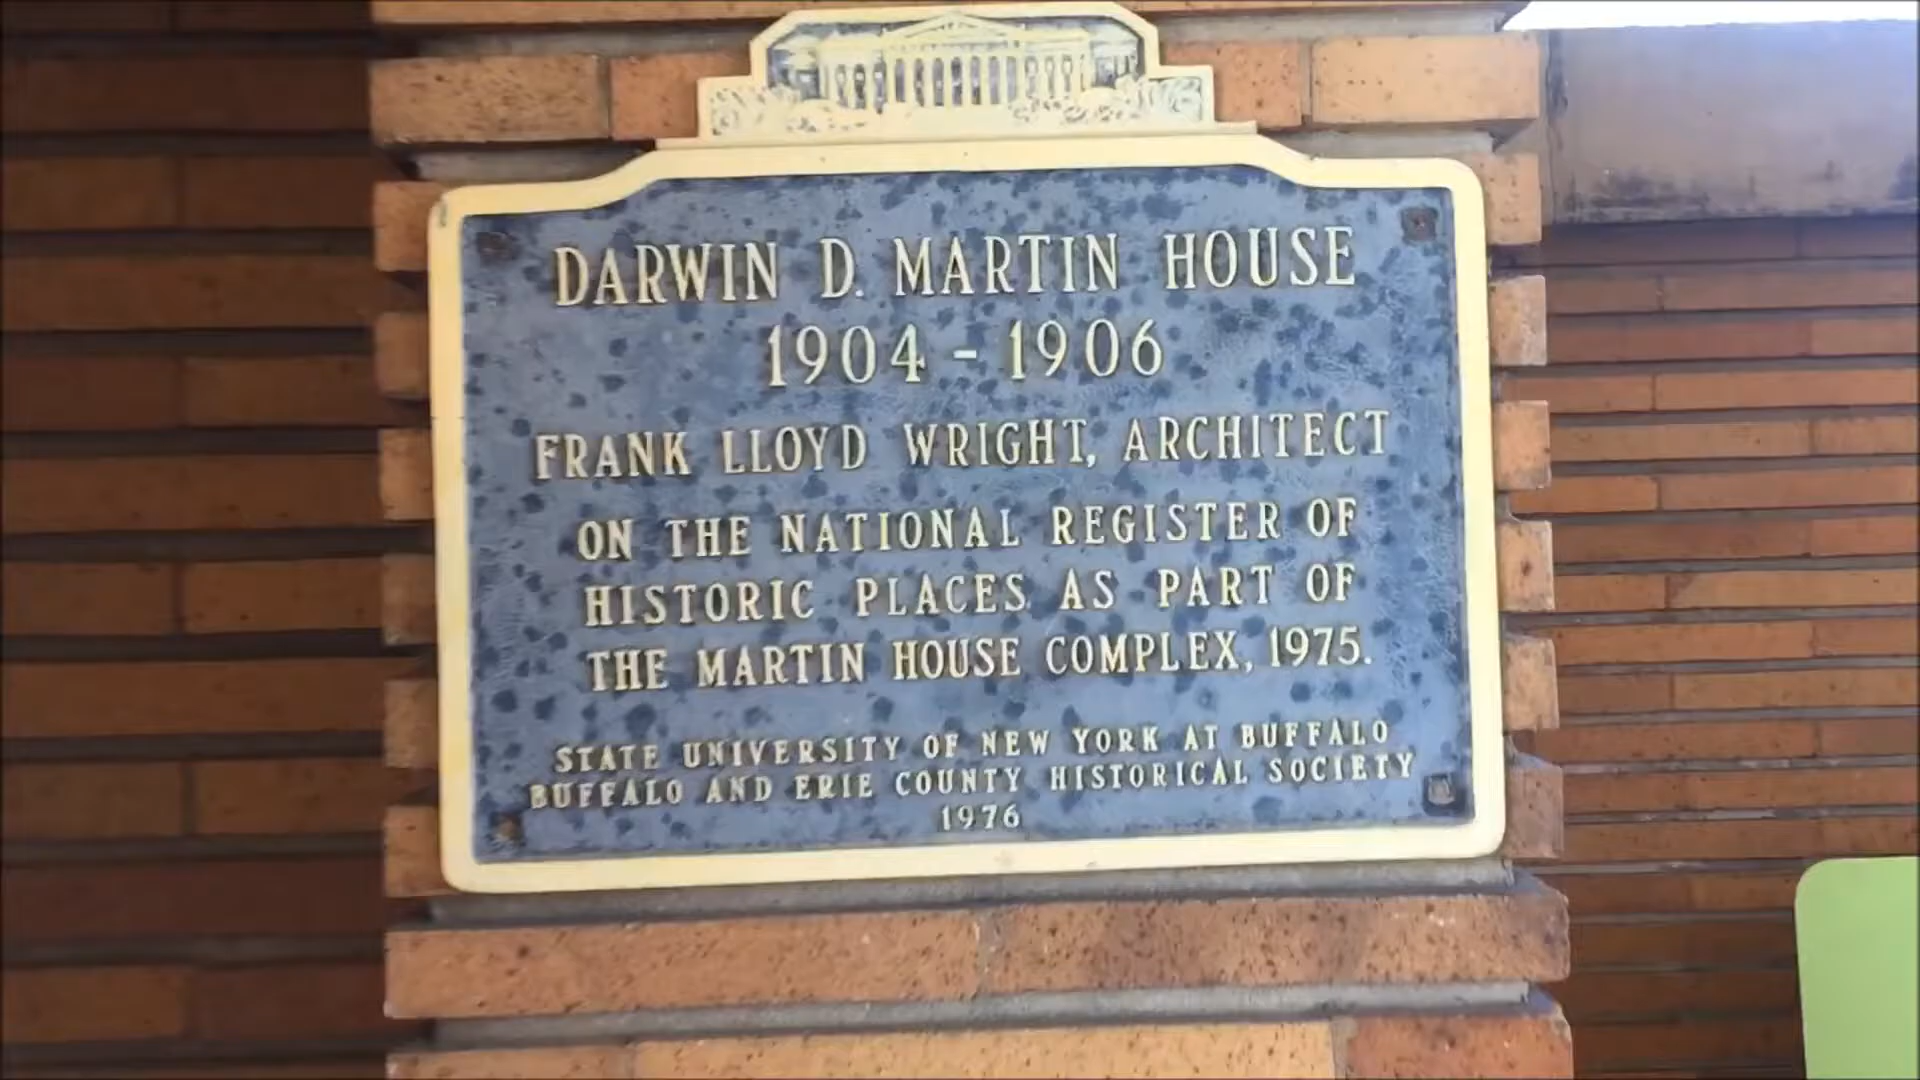 DARWIN D. MARTIN HOUSE
1904 - 1906
FRANK LLOYD WRIGHT, ARCHITECT
ON THE NATIONAL REGISTER OF
HISTORIC PLACES AS PART OF
THE MARTIN HOUSE COMPLEX, 1975.
STATE UNIVERSITY OF NEW YORK AT BUFFALO
BUFFALO AND ERIE COUNTY HISTORICAL SOCIETY
1976